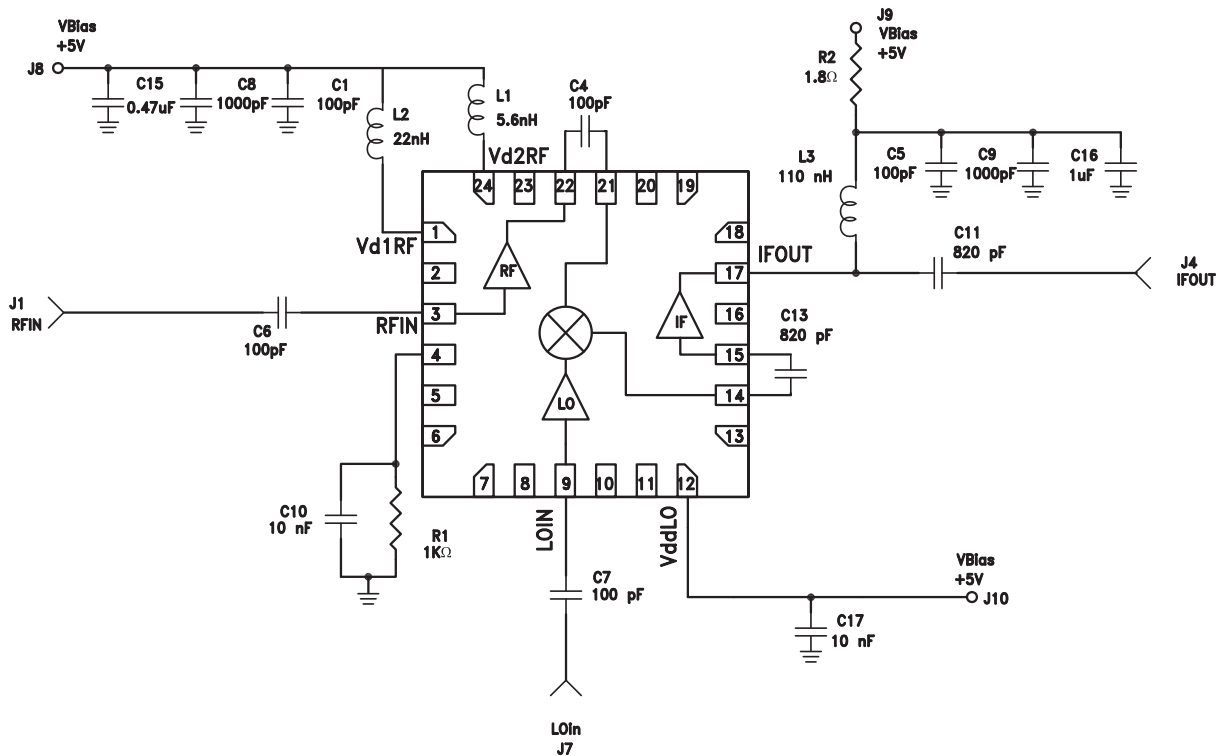 VBias
+5V
J8
C15
0.47uF
C8
1000pF
C1
100pF
L2
22nH
L1
5.6nH
C4
100pF
J9
VBias
+5V
R2
1.8Ω
L3
110 nH
C5
100pF
C9
1000pF
C16
1uF
Vd2RF
24
23
22
21
20
19
Vd1RF
1
2
3
4
5
6
RF
IF
LO
18
17
16
15
14
13
IFOUT
C11
820 pF
J4
IFOUT
C13
820 pF
J1
RFIN
C6
100pF
RFIN
7
8
9
10
11
12
LOIN
VddLO
C10
10 nF
R1
1KΩ
C7
100 pF
VBias
+5V
J10
C17
10 nF
LOin
J7